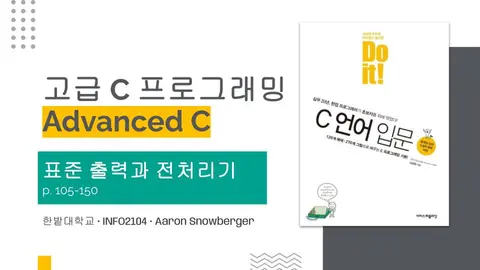 고급 C 프로그래밍
Advanced C
표준 출력과 전처리기
p. 105-150
한밭대학교 • INFO2104 • Aaron Snowberger
Do
it!
C 언어 입문